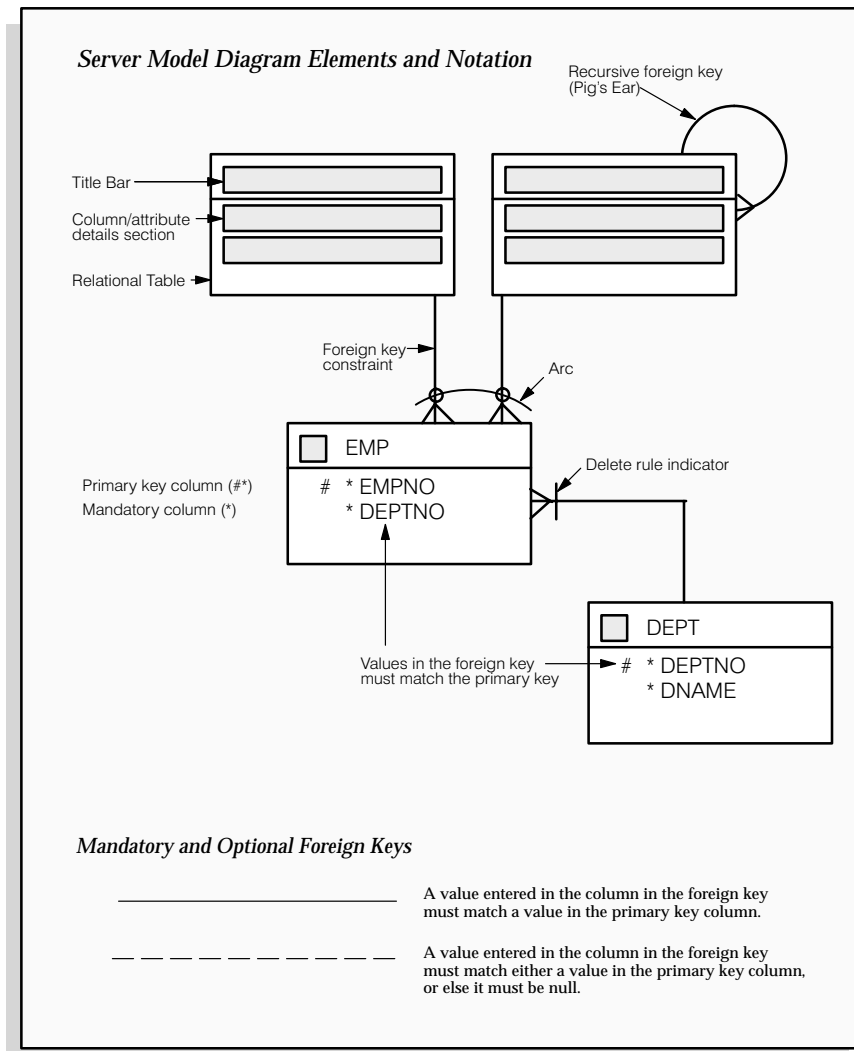 Server Model Diagram Elements and Notation
Recursive foreign key
(Pig's Ear)
Title Bar
Column/attribute
details section
Relational Table
Foreign key
constraint
Arc
EMP
Delete rule indicator
Primary key column (#*)
Mandatory column (*)
# * EMPNO
* DEPTNO
DEPT
Values in the foreign key
must match the primary key
# * DEPTNO
* DNAME
Mandatory and Optional Foreign Keys
A value entered in the column in the foreign key
must match a value in the primary key column.
A value entered in the column in the foreign key
must match either a value in the primary key column,
or else it must be null.